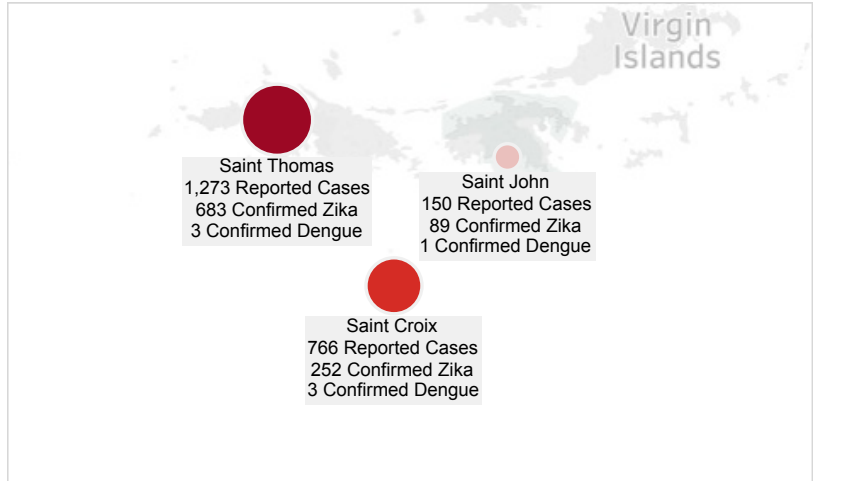 Virgin
Islands
Saint Thomas
1,273 Reported Cases
683 Confirmed Zika
3 Confirmed Dengue
Saint John
150 Reported Cases
89 Confirmed Zika
1 Confirmed Dengue
Saint Croix
766 Reported Cases
252 Confirmed Zika
3 Confirmed Dengue